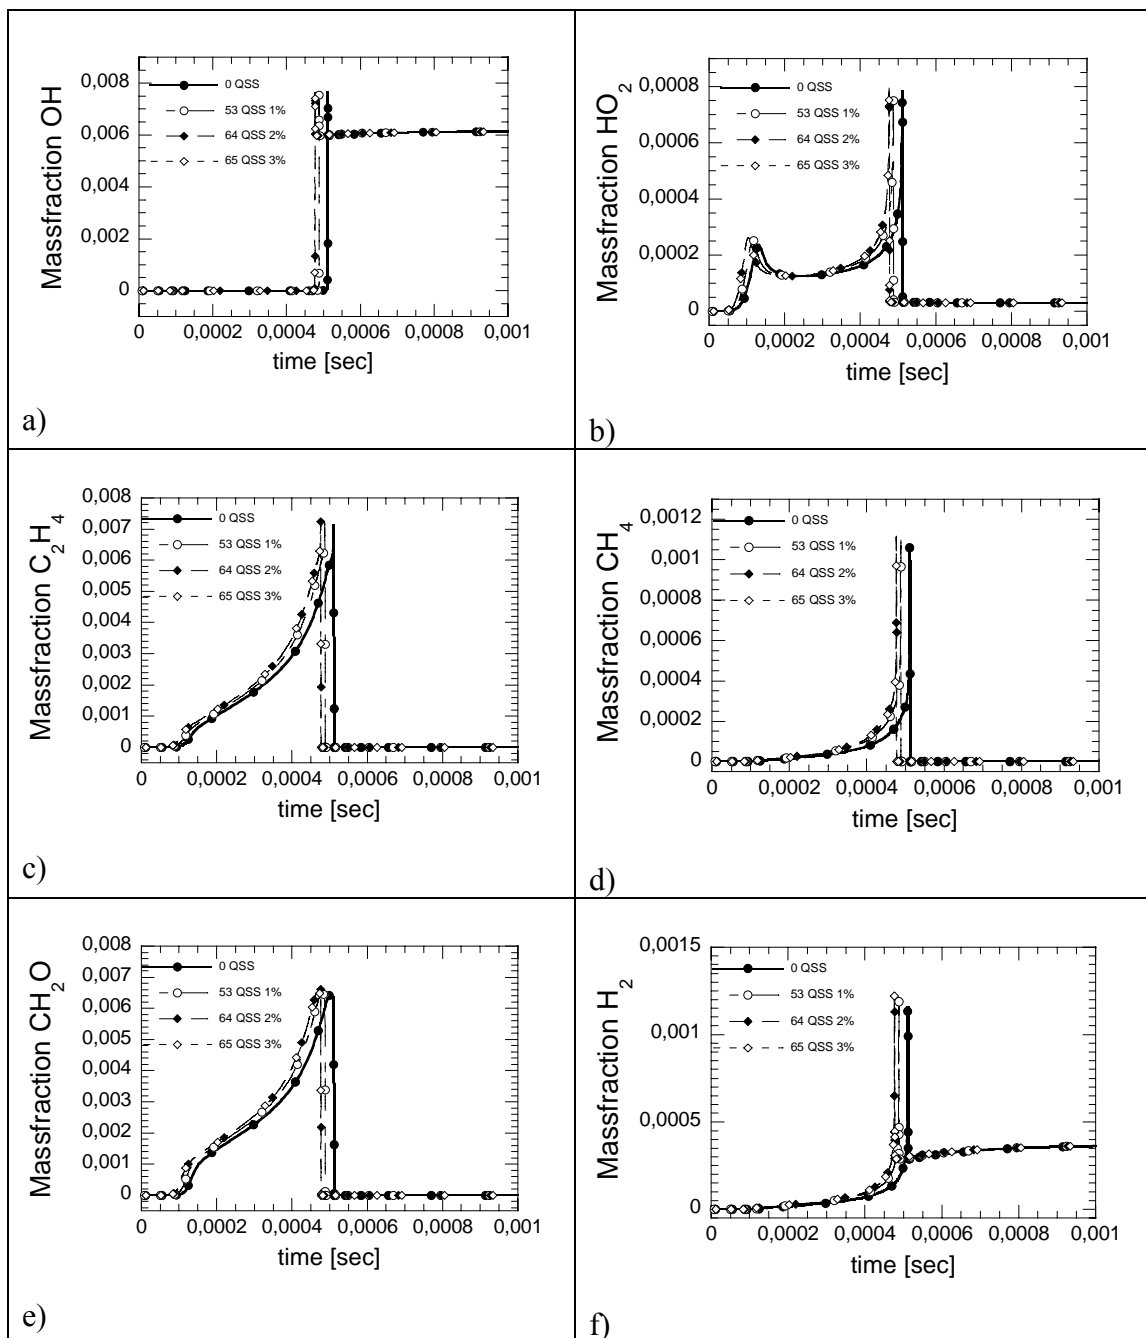 Massfraction OH
0,008
0,006
0,004
0,002
0
0 QSS
53 QSS 1%
64 QSS 2%
65 QSS 3%
0 0,0002 0,0004 0,0006 0,0008 0,001
time [sec]
a)
Massfraction HO2
0,0008
0,0006
0,0004
0,0002
0
0 QSS
53 QSS 1%
64 QSS 2%
65 QSS 3%
0 0,0002 0,0004 0,0006 0,0008 0,001
time [sec]
b)
Massfraction C2H4
0,008
0,007
0,006
0,005
0,004
0,003
0,002
0,001
0
0 QSS
53 QSS 1%
64 QSS 2%
65 QSS 3%
0 0,0002 0,0004 0,0006 0,0008 0,001
time [sec]
c)
Massfraction CH4
0,0012
0,001
0,0008
0,0006
0,0004
0,0002
0
0 QSS
53 QSS 1%
64 QSS 2%
65 QSS 3%
0 0,0002 0,0004 0,0006 0,0008 0,001
time [sec]
d)
Massfraction CH2O
0,008
0,007
0,006
0,005
0,004
0,003
0,002
0,001
0
0 QSS
53 QSS 1%
64 QSS 2%
65 QSS 3%
0 0,0002 0,0004 0,0006 0,0008 0,001
time [sec]
e)
Massfraction H2
0,0015
0,001
0,0005
0
0 QSS
53 QSS 1%
64 QSS 2%
65 QSS 3%
0 0,0002 0,0004 0,0006 0,0008 0,001
time [sec]
f)